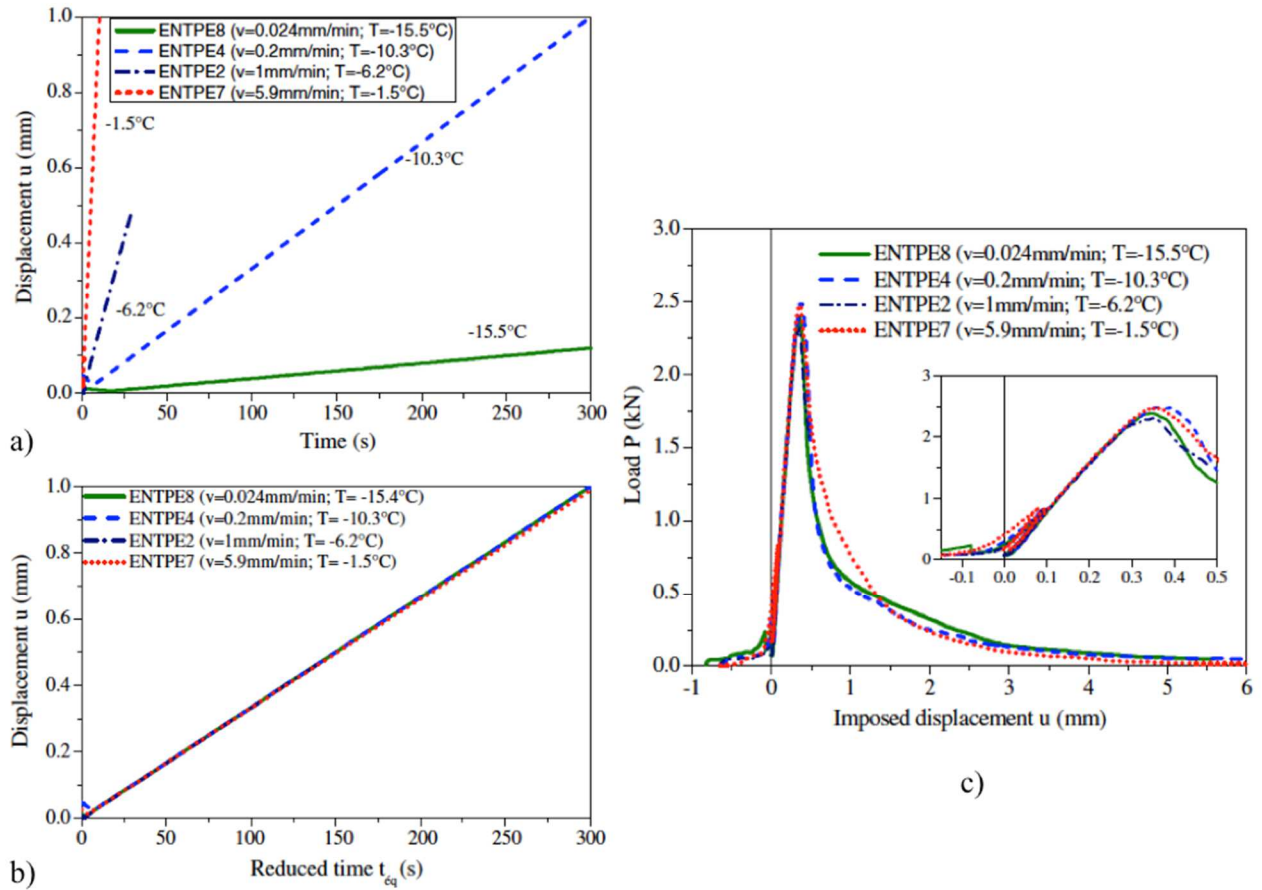 1.0
0.8
0.6
0.4
0.2
0.0
Displacement u (mm)
ENTPE8 (v=0.024mm/min; T=-15.5°C)
ENTPE4 (v=0.2mm/min; T=-10.3°C)
ENTPE2 (v=1mm/min; T=-6.2°C)
ENTPE7 (v=5.9mm/min; T=-1.5°C)
-1.5°C
-10.3°C
-6.2°C
-15.5°C
0 50 100 150 200 250 300
Time (s)
a)
1.0
0.8
0.6
0.4
0.2
0.0
Displacement u (mm)
ENTPE8 (v=0.024mm/min; T= -15.4°C)
ENTPE4 (v=0.2mm/min; T= -10.3°C)
ENTPE2 (v=1mm/min; T= -6.2°C)
ENTPE7 (v=5.9mm/min; T= -1.5°C)
0 50 100 150 200 250 300
Reduced time téq (s)
b)
3.0
2.5
2.0
1.5
1.0
0.5
0.0
Load P (kN)
ENTPE8 (v=0.024mm/min; T=-15.5°C)
ENTPE4 (v=0.2mm/min; T=-10.3°C)
ENTPE2 (v=1mm/min; T=-6.2°C)
ENTPE7 (v=5.9mm/min; T=-1.5°C)
3
2
1
0
-0.1 0.0 0.1 0.2 0.3 0.4 0.5
-1 0 1 2 3 4 5 6
Imposed displacement u (mm)
c)